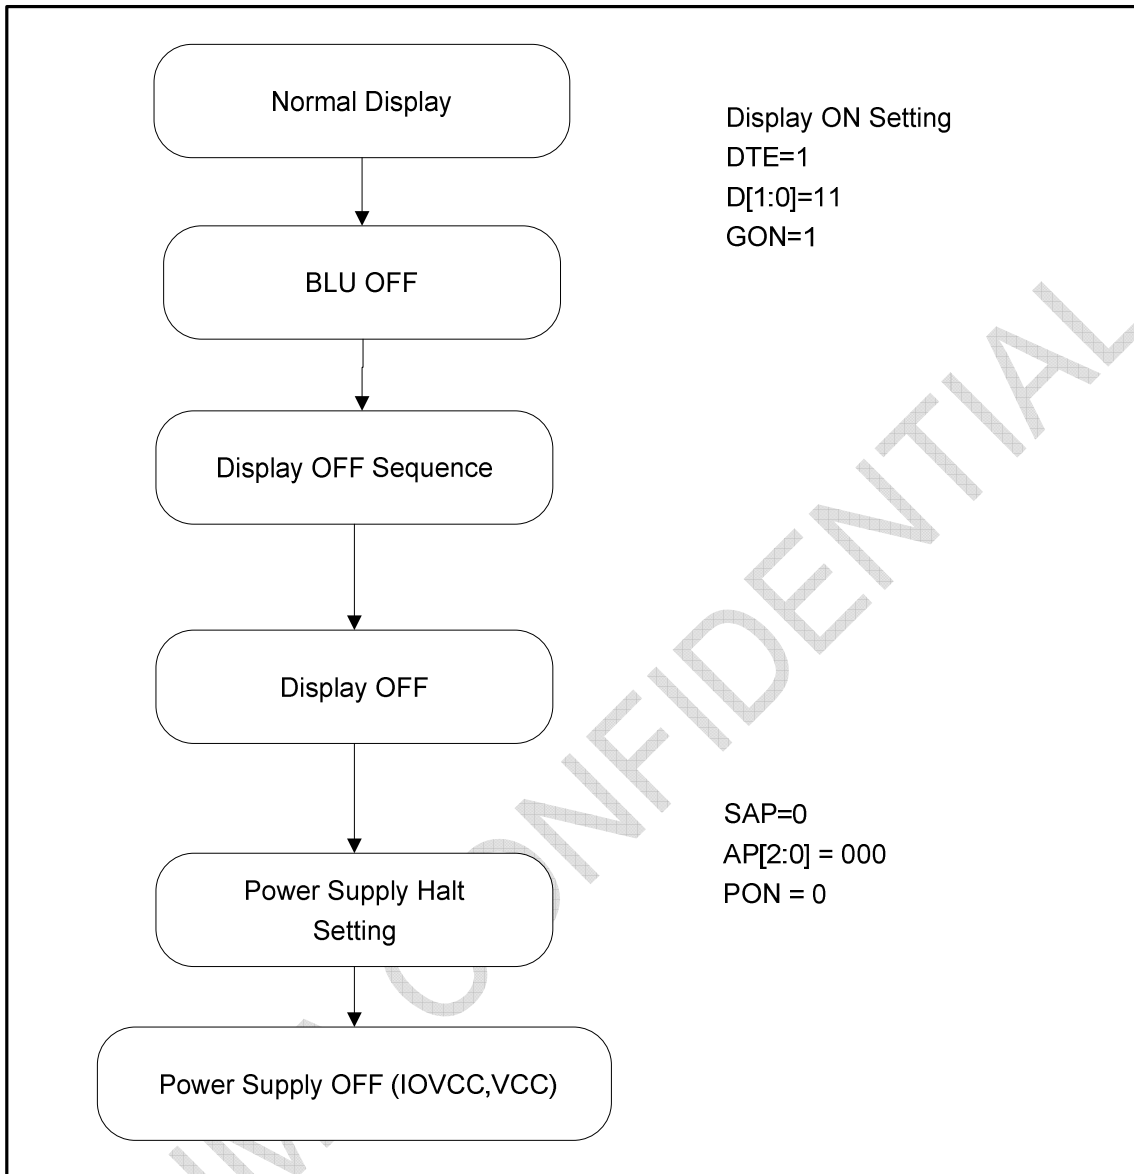 Normal Display
Display ON Setting
DTE=1
D[1:0]=11
GON=1
BLU OFF
Display OFF Sequence
Display OFF
SAP=0
AP[2:0] = 000
PON = 0
Power Supply Halt
Setting
Power Supply OFF (IOVCC,VCC)
CONFIDENTIAL